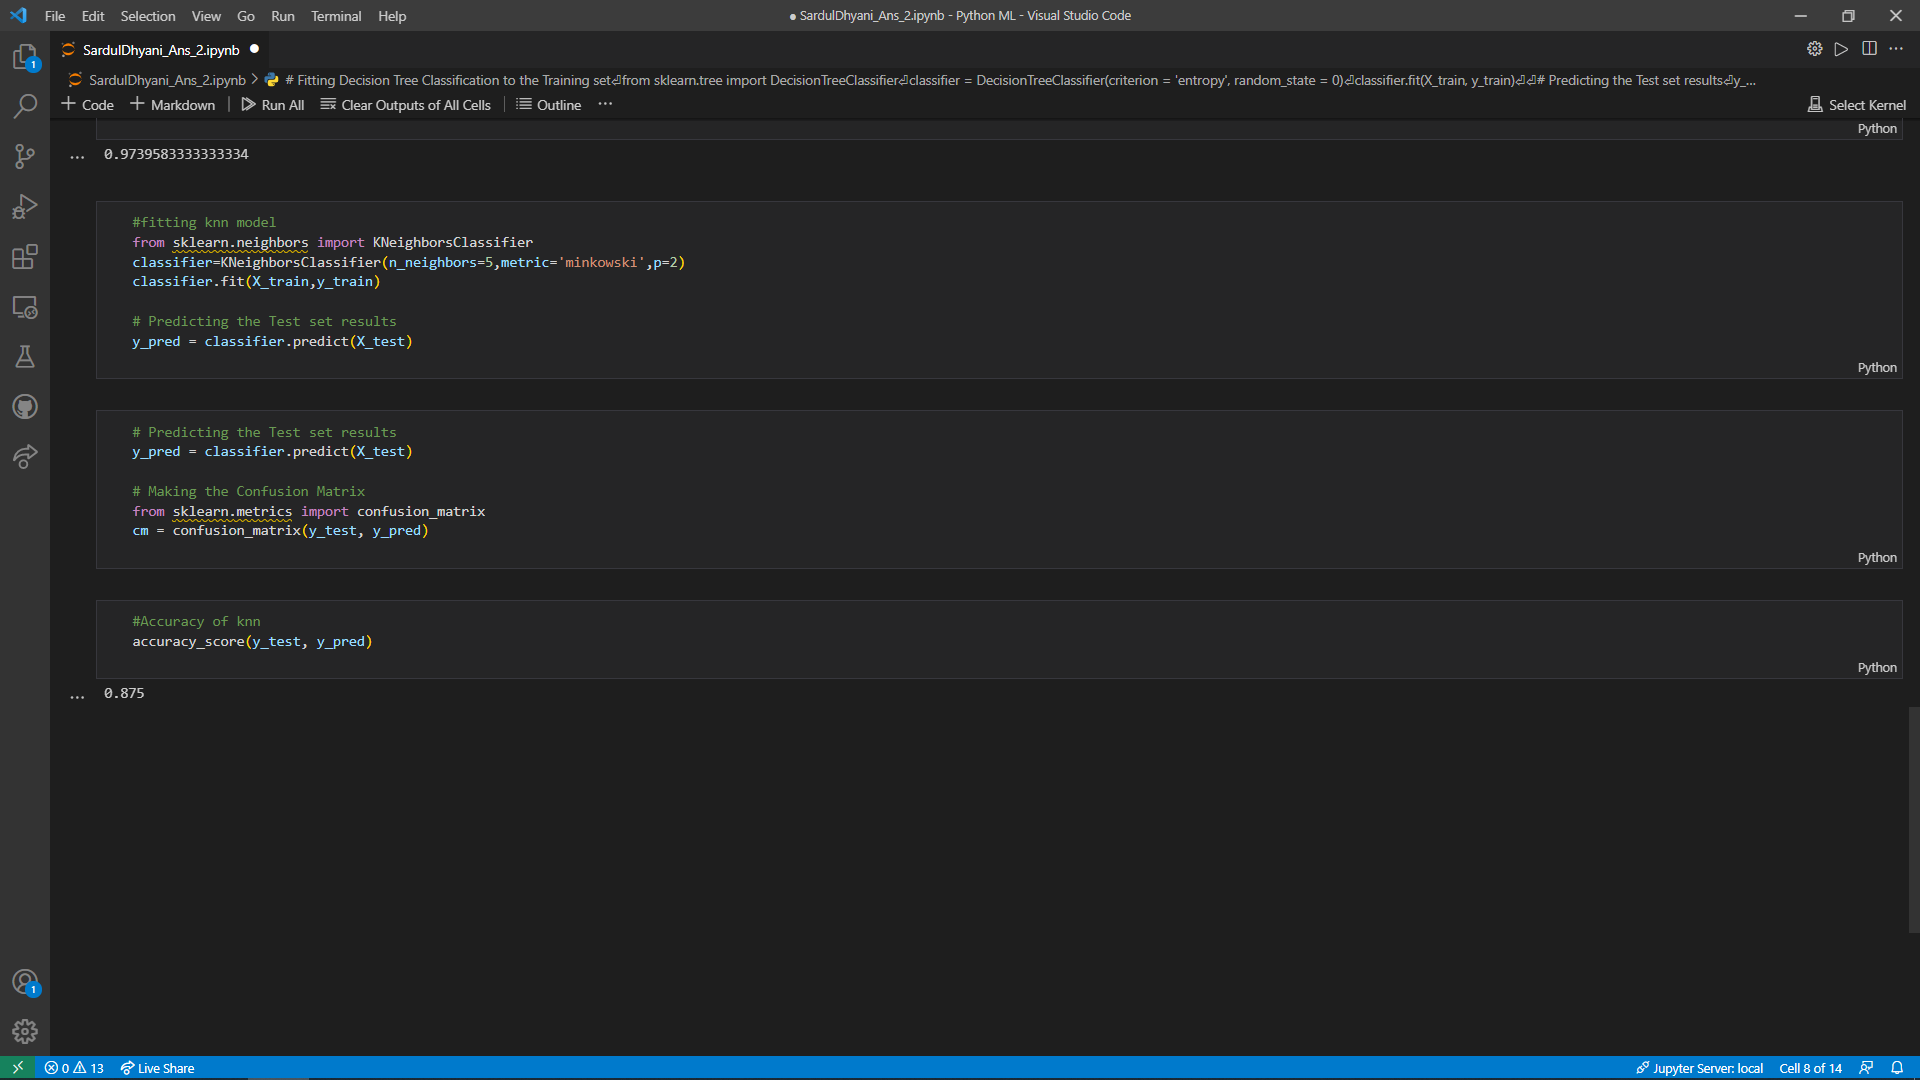 File Edit Selection View Go Run Terminal Help
● SardulDhyani_Ans_2.ipynb - Python ML - Visual Studio Code
SardulDhyani_Ans_2.ipynb ●
SardulDhyani_Ans_2.ipynb > # Fitting Decision Tree Classification to the Training set⏎from sklearn.tree import DecisionTreeClassifier⏎classifier = DecisionTreeClassifier(criterion = 'entropy', random_state = 0)⏎classifier.fit(X_train, y_train)⏎⏎# Predicting the Test set results⏎y_...
+ Code + Markdown | Run All Clear Outputs of All Cells | Outline ...
Select Kernel
Python
... 0.9739583333333334
#fitting knn model
from sklearn.neighbors import KNeighborsClassifier
classifier=KNeighborsClassifier(n_neighbors=5,metric='minkowski',p=2)
classifier.fit(X_train,y_train)
# Predicting the Test set results
y_pred = classifier.predict(X_test)
Python
# Predicting the Test set results
y_pred = classifier.predict(X_test)
# Making the Confusion Matrix
from sklearn.metrics import confusion_matrix
cm = confusion_matrix(y_test, y_pred)
Python
#Accuracy of knn
accuracy_score(y_test, y_pred)
Python
... 0.875
1
1
0 13 Live Share
Jupyter Server: local Cell 8 of 14